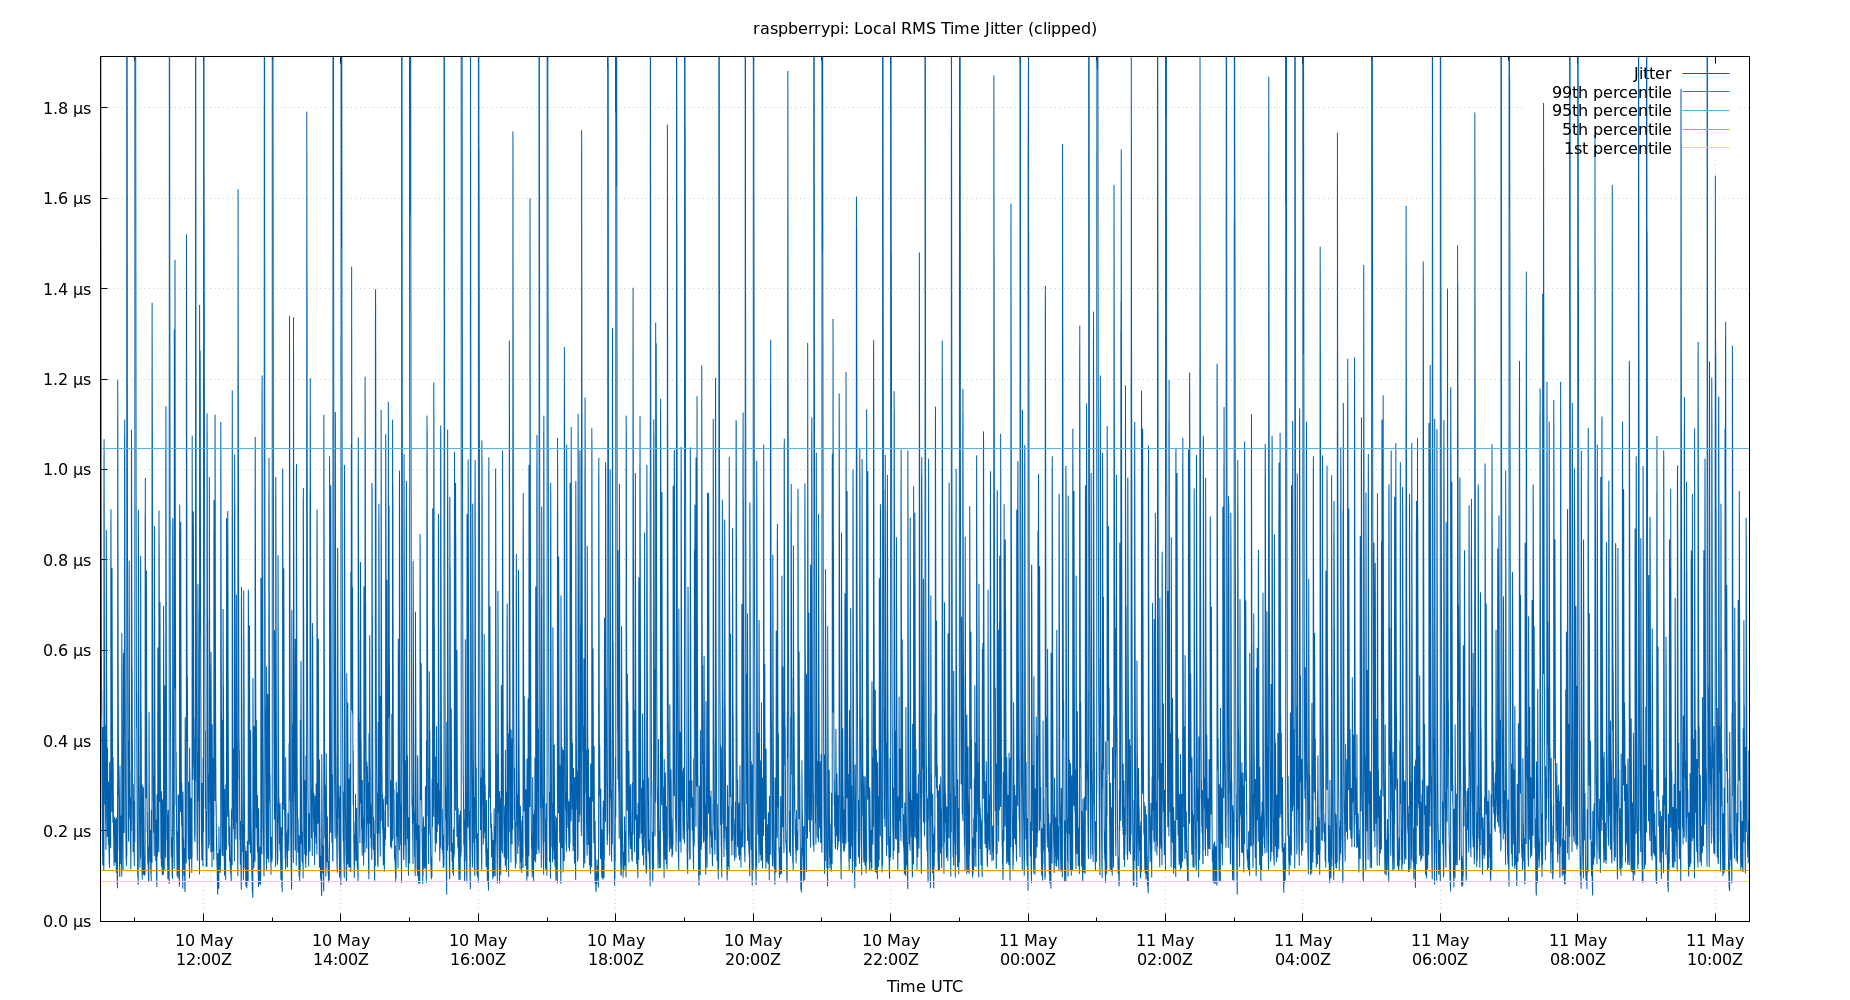 raspberrypi: Local RMS Time Jitter (clipped)
Jitter
99th percentile
95th percentile
5th percentile
1st percentile
1.8 µs
1.6 µs
1.4 µs
1.2 µs
1.0 µs
0.8 µs
0.6 µs
0.4 µs
0.2 µs
0.0 µs
10 May 10 May 10 May 10 May 10 May 10 May 11 May 11 May 11 May 11 May 11 May 11 May
12:00Z 14:00Z 16:00Z 18:00Z 20:00Z 22:00Z 00:00Z 02:00Z 04:00Z 06:00Z 08:00Z 10:00Z
Time UTC